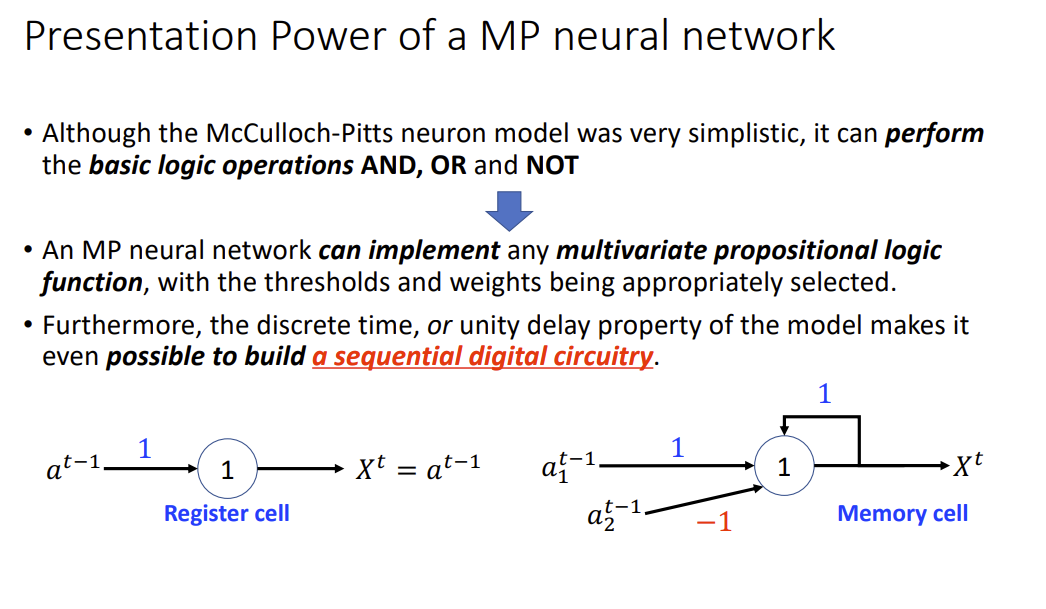 Presentation Power of a MP neural network
• Although the McCulloch-Pitts neuron model was very simplistic, it can perform
the basic logic operations AND, OR and NOT
• An MP neural network can implement any multivariate propositional logic
function, with the thresholds and weights being appropriately selected.
• Furthermore, the discrete time, or unity delay property of the model makes it
even possible to build a sequential digital circuitry.
1
a^{t−1}
1
X^t = a^{t−1}
Register cell
1
1
a_1^{t−1}
1
X^t
a_2^{t−1}
−1
Memory cell